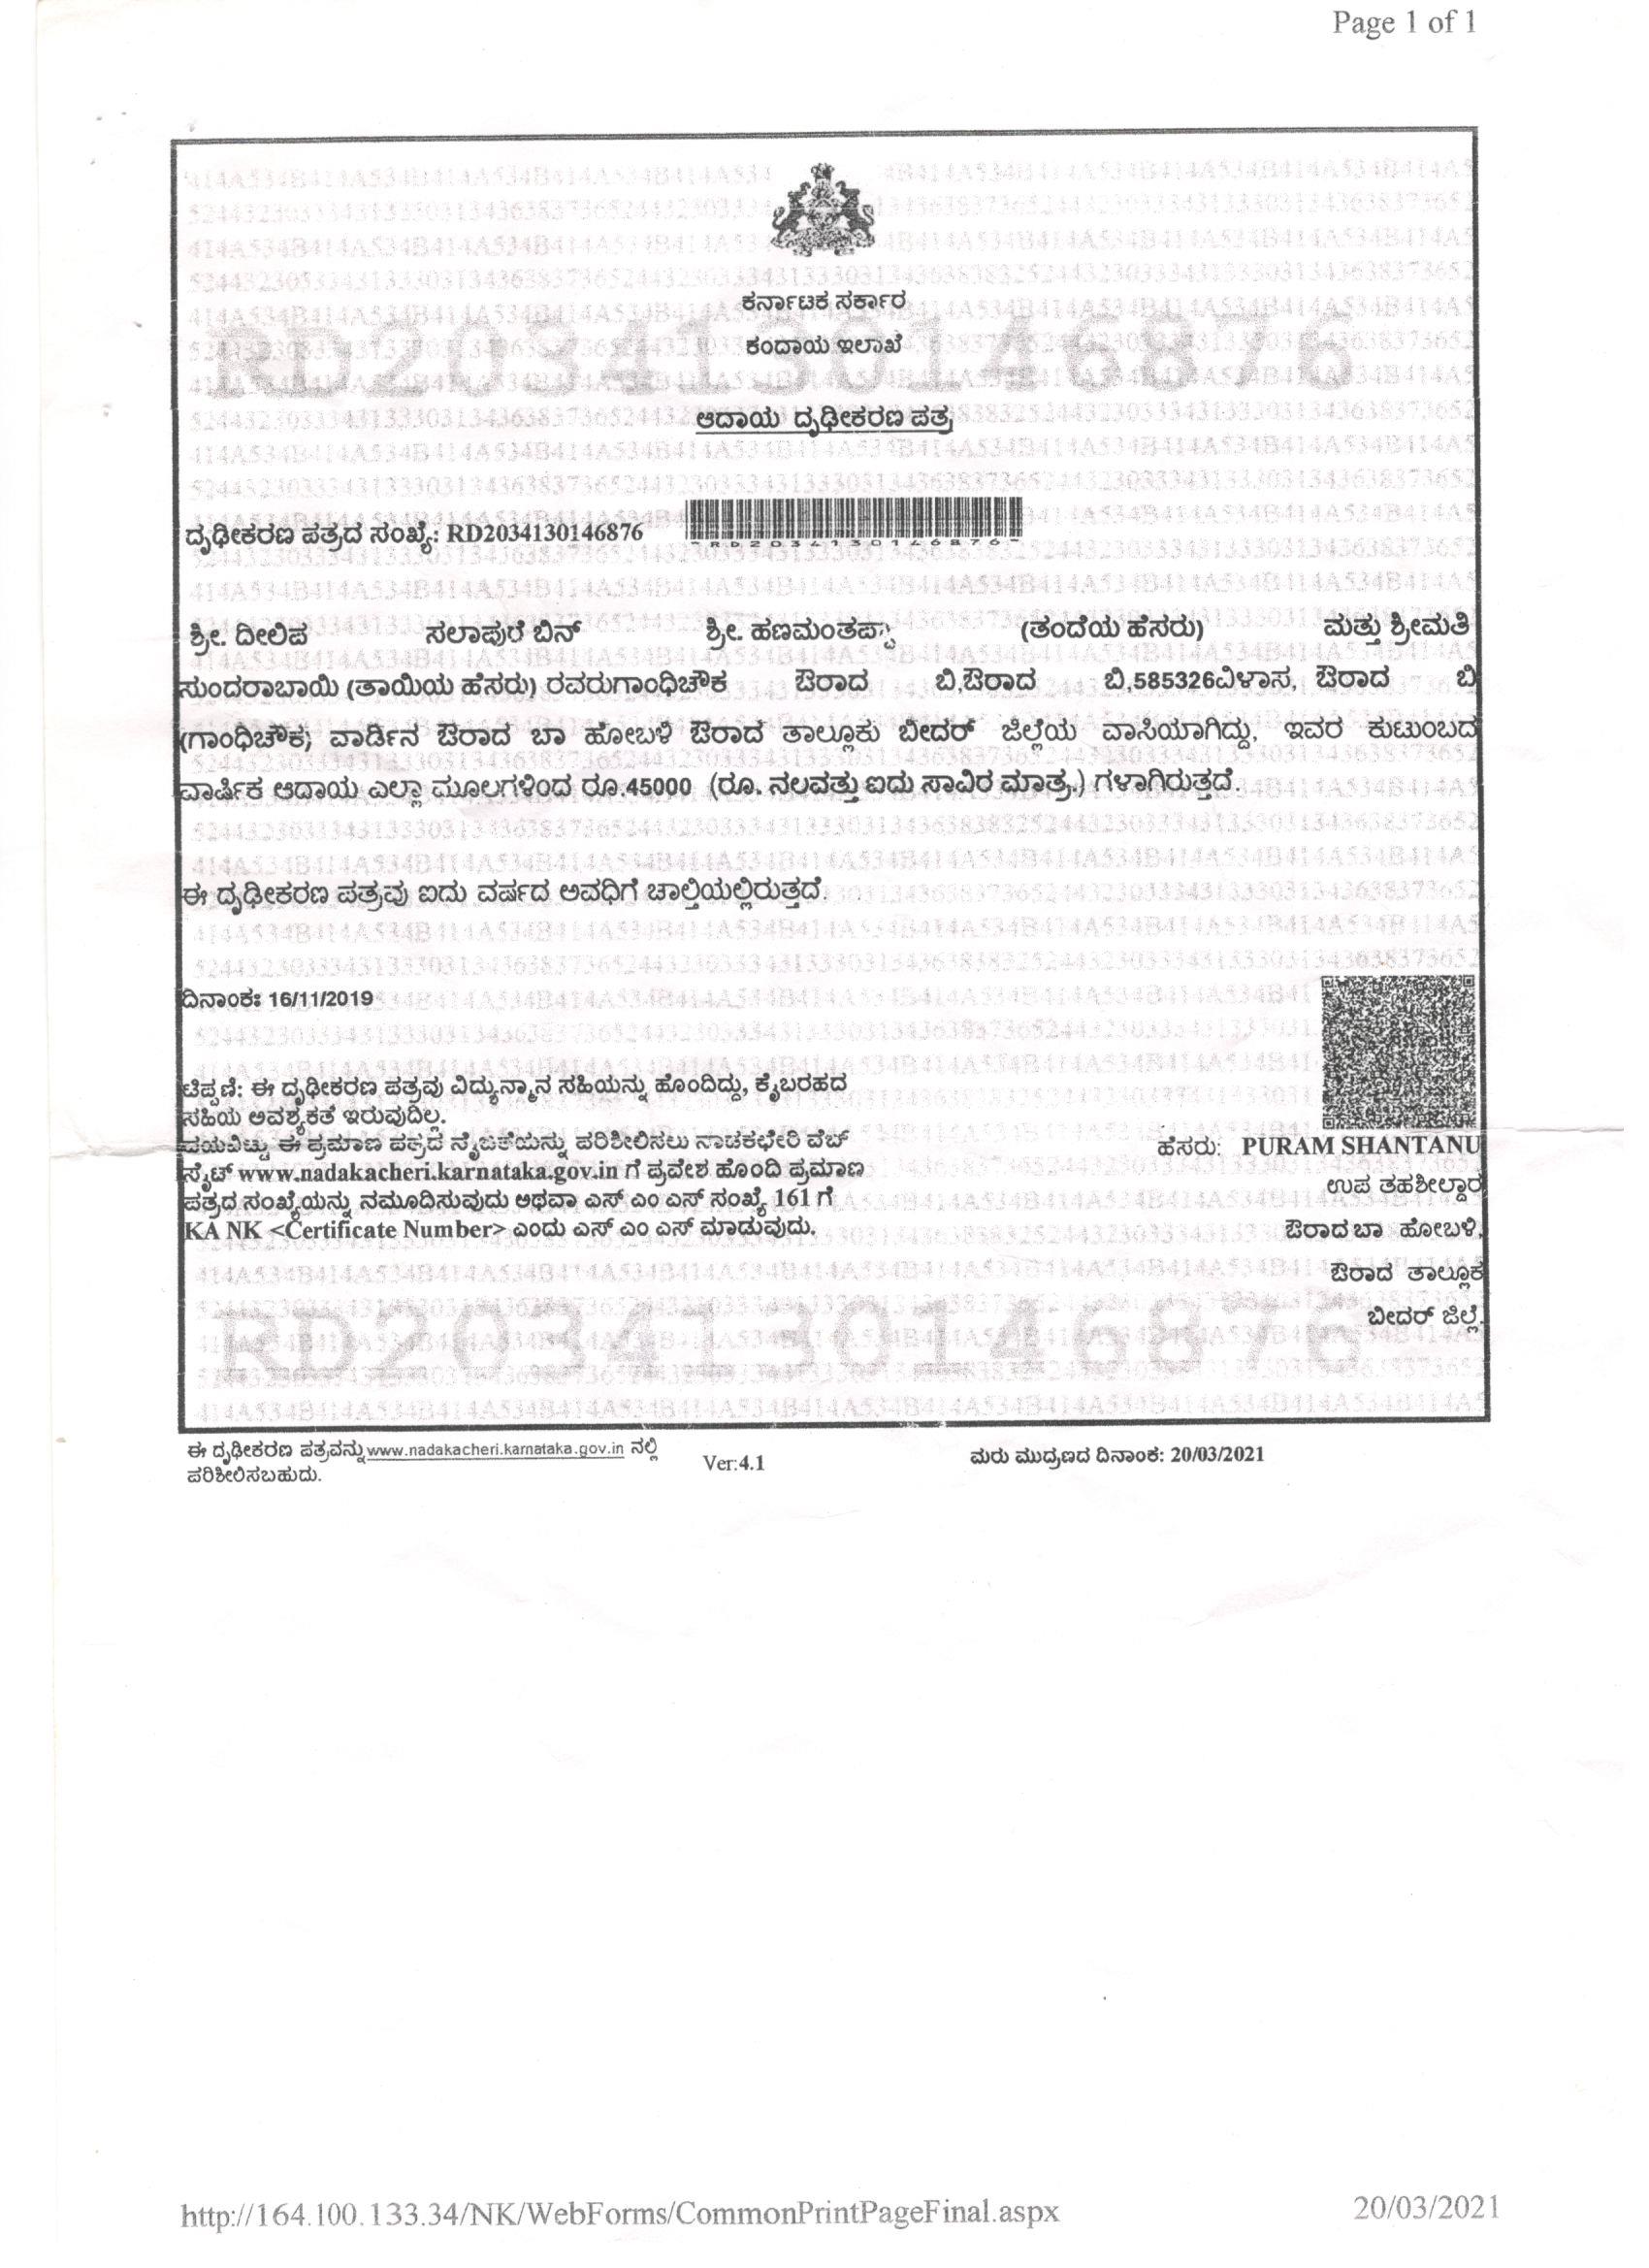 Page 1 of 1
ಕರ್ನಾಟಕ ಸರ್ಕಾರ
ಕಂದಾಯ ಇಲಾಖೆ
ಆದಾಯ ದೃಢೀಕರಣ ಪತ್ರ
ದೃಢೀಕರಣ ಪತ್ರದ ಸಂಖ್ಯೆ: RD2034130146876
ಶ್ರೀ. ದೀಲಿಪ ಸಲಾಪುರೆ ಬಿನ್ ಶ್ರೀ. ಹಣಮಂತಪ್ಪಾ (ತಂದೆಯ ಹೆಸರು) ಮತ್ತು ಶ್ರೀಮತಿ
ಸುಂದರಾಬಾಯಿ (ತಾಯಿಯ ಹೆಸರು) ರವರುಗಾಂಧಿಚೌಕ ಔರಾದ ಬಿ,ಔರಾದ ಬಿ,585326ವಿಳಾಸ, ಔರಾದ ಬಿ
(ಗಾಂಧಿಚೌಕ) ವಾರ್ಡಿನ ಔರಾದ ಬಾ ಹೋಬಳಿ ಔರಾದ ತಾಲ್ಲೂಕು ಬೀದರ್ ಜಿಲ್ಲೆಯ ವಾಸಿಯಾಗಿದ್ದು, ಇವರ ಕುಟುಂಬದ
ವಾರ್ಷಿಕ ಆದಾಯ ಎಲ್ಲಾ ಮೂಲಗಳಿಂದ ರೂ.45000 (ರೂ. ನಲವತ್ತು ಐದು ಸಾವಿರ ಮಾತ್ರ.) ಗಳಾಗಿರುತ್ತದೆ.
ಈ ದೃಢೀಕರಣ ಪತ್ರವು ಐದು ವರ್ಷದ ಅವಧಿಗೆ ಚಾಲ್ತಿಯಲ್ಲಿರುತ್ತದೆ.
ದಿನಾಂಕ: 16/11/2019
ಟಿಪ್ಪಣಿ: ಈ ದೃಢೀಕರಣ ಪತ್ರವು ವಿದ್ಯುನ್ಮಾನ ಸಹಿಯನ್ನು ಹೊಂದಿದ್ದು, ಕೈಬರಹದ
ಸಹಿಯ ಅವಶ್ಯಕತೆ ಇರುವುದಿಲ್ಲ.
ದಯವಿಟ್ಟು ಈ ಪ್ರಮಾಣ ಪತ್ರದ ನೈಜಕೆಯನ್ನು ಪರಿಶೀಲಿಸಲು ನಾಡಕಛೇರಿ ವೆಬ್
ಸೈಟ್ www.nadakacheri.karnataka.gov.in ಗೆ ಪ್ರವೇಶ ಹೊಂದಿ ಪ್ರಮಾಣ
ಪತ್ರದ ಸಂಖ್ಯೆಯನ್ನು ನಮೂದಿಸುವುದು ಅಥವಾ ಎಸ್ ಎಂ ಎಸ್ ಸಂಖ್ಯೆ 161 ಗೆ
KA NK <Certificate Number> ಎಂದು ಎಸ್ ಎಂ ಎಸ್ ಮಾಡುವುದು.
ಹೆಸರು: PURAM SHANTANU
ಉಪ ತಹಶೀಲ್ದಾರ
ಔರಾದ ಬಾ ಹೋಬಳಿ,
ಔರಾದ ತಾಲ್ಲೂಕ
ಬೀದರ್ ಜಿಲ್ಲೆ.
RD2034130146876
ಈ ದೃಢೀಕರಣ ಪತ್ರವನ್ನು www.nadakacheri.karnataka.gov.in ನಲ್ಲಿ
ಪರಿಶೀಲಿಸಬಹುದು.
Ver:4.1
ಮರು ಮುದ್ರಣದ ದಿನಾಂಕ: 20/03/2021
http://164.100.133.34/NK/WebForms/CommonPrintPageFinal.aspx
20/03/2021